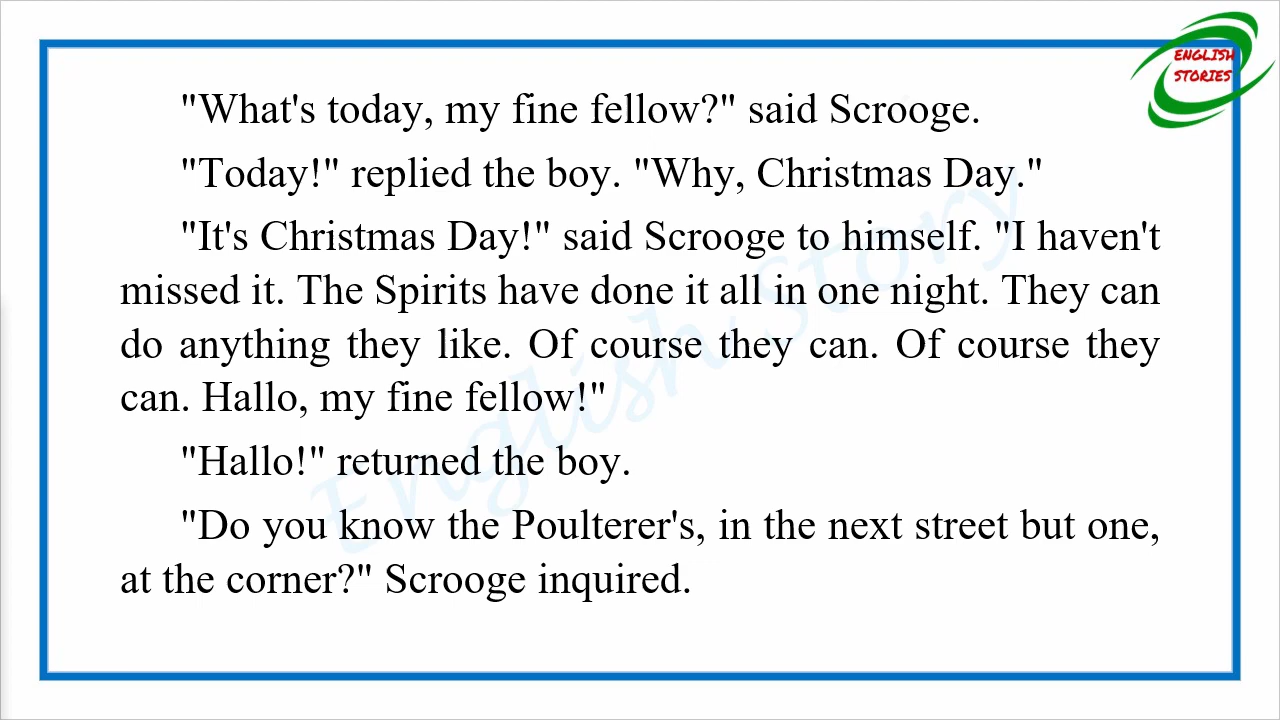 ENGLISH
STORIES
"What's today, my fine fellow?" said Scrooge.
"Today!" replied the boy. "Why, Christmas Day."
"It's Christmas Day!" said Scrooge to himself. "I haven't
missed it. The Spirits have done it all in one night. They can
do anything they like. Of course they can. Of course they
can. Hallo, my fine fellow!"
"Hallo!" returned the boy.
"Do you know the Poulterer's, in the next street but one,
at the corner?" Scrooge inquired.
English Story